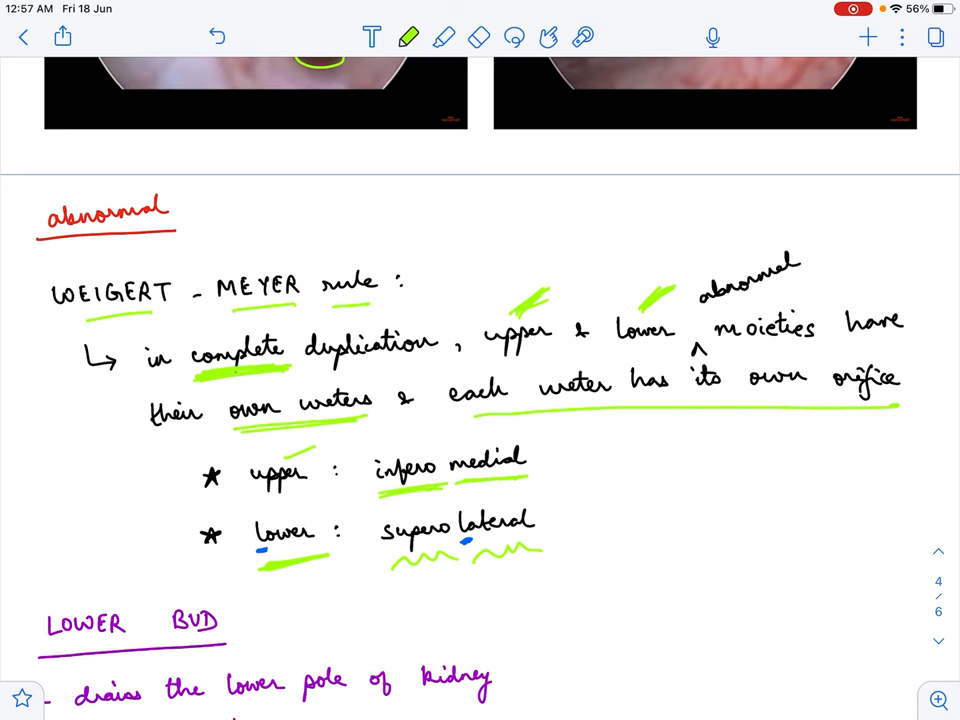 12:57 AM Fri 18 Jun 56%
T
abnormal
WEIGERT - MEYER rule :
abnormal
↳ in complete duplication, upper & lower ^ moieties have
their own ureters & each ureter has its own orifice
★ upper : infero medial
★ lower : supero lateral
4
/
6
LOWER BUD
- drains the lower pole of kidney